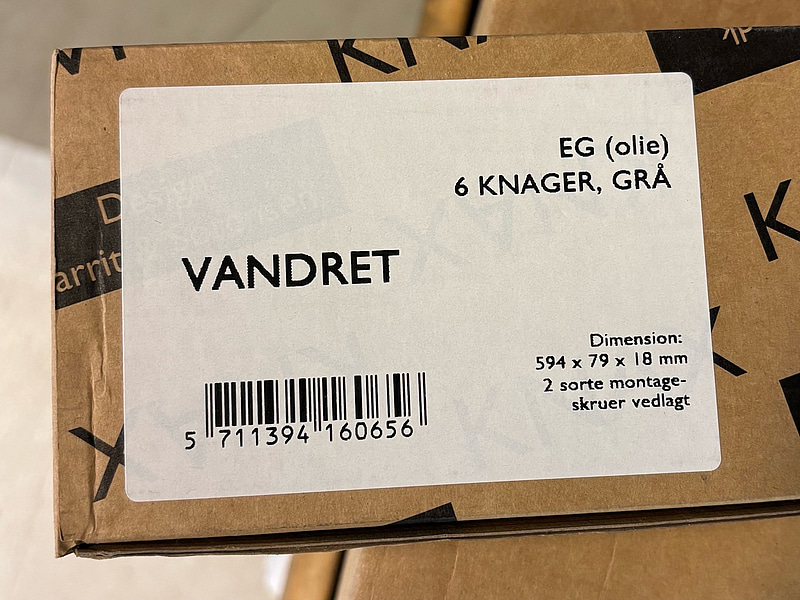 EG (olie)
6 KNAGER, GRÅ
VANDRET
Dimension:
594 x 79 x 18 mm
2 sorte montage-
skruer vedlagt
5 711394 160656